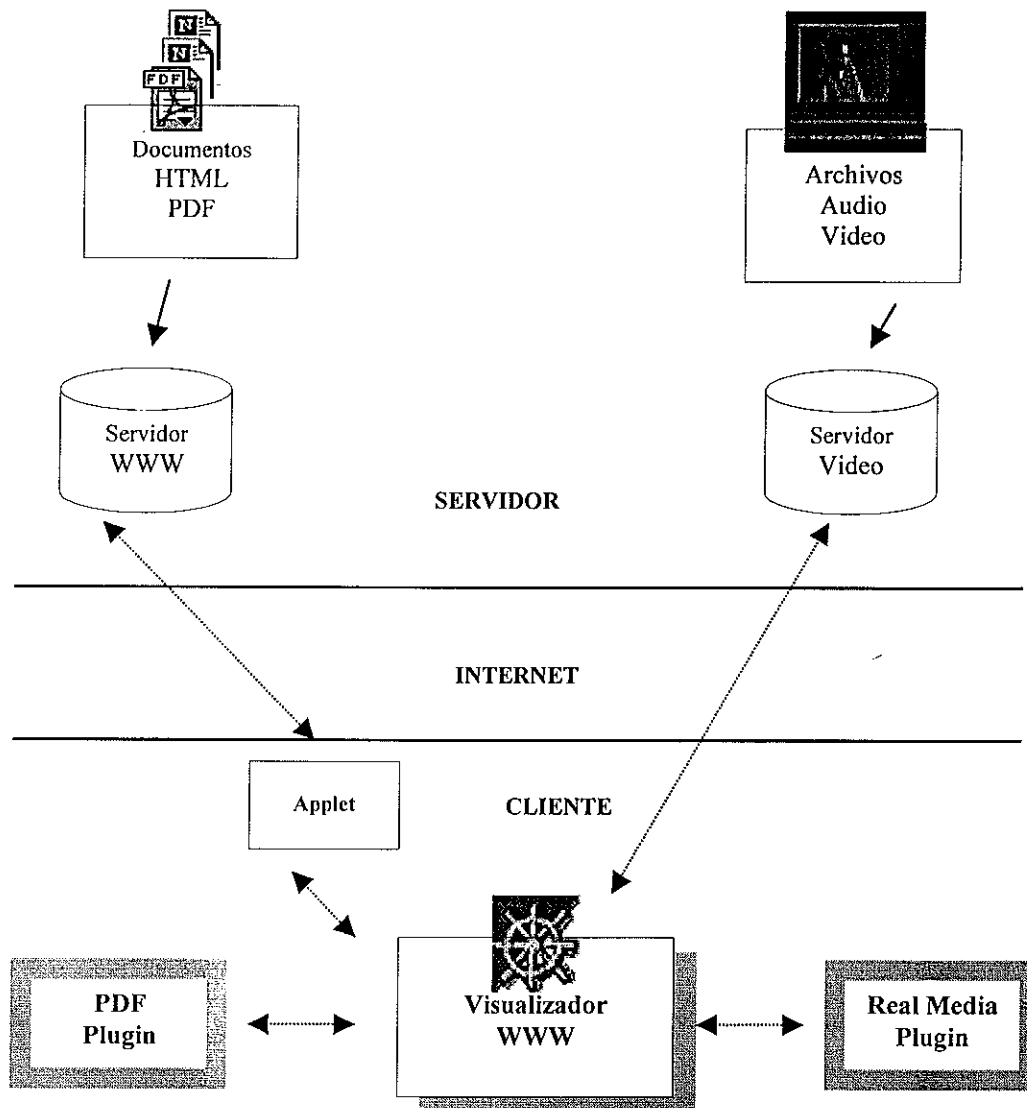 N
N
FDF
Documentos
HTML
PDF
Archivos
Audio
Video
Servidor
WWW
Servidor
Video
SERVIDOR
INTERNET
Applet
CLIENTE
PDF
Plugin
Visualizador
WWW
Real Media
Plugin